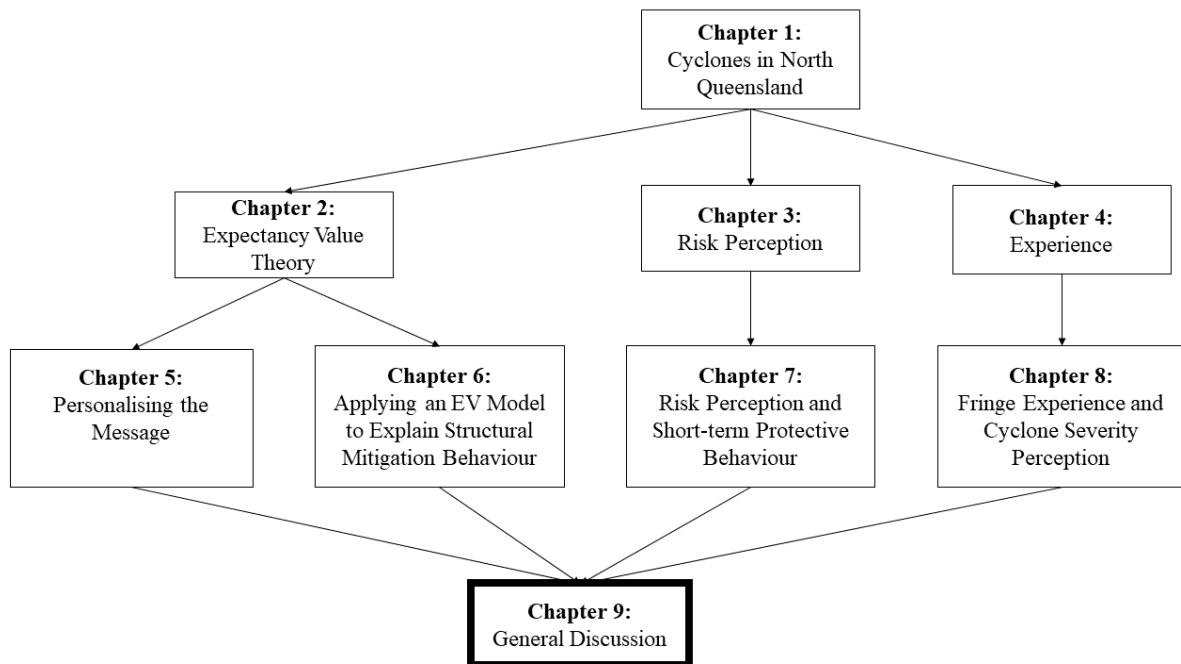 Chapter 1:
Cyclones in North
Queensland
Chapter 2:
Expectancy Value
Theory
Chapter 3:
Risk Perception
Chapter 4:
Experience
Chapter 5:
Personalising the
Message
Chapter 6:
Applying an EV Model
to Explain Structural
Mitigation Behaviour
Chapter 7:
Risk Perception and
Short-term Protective
Behaviour
Chapter 8:
Fringe Experience and
Cyclone Severity
Perception
Chapter 9:
General Discussion